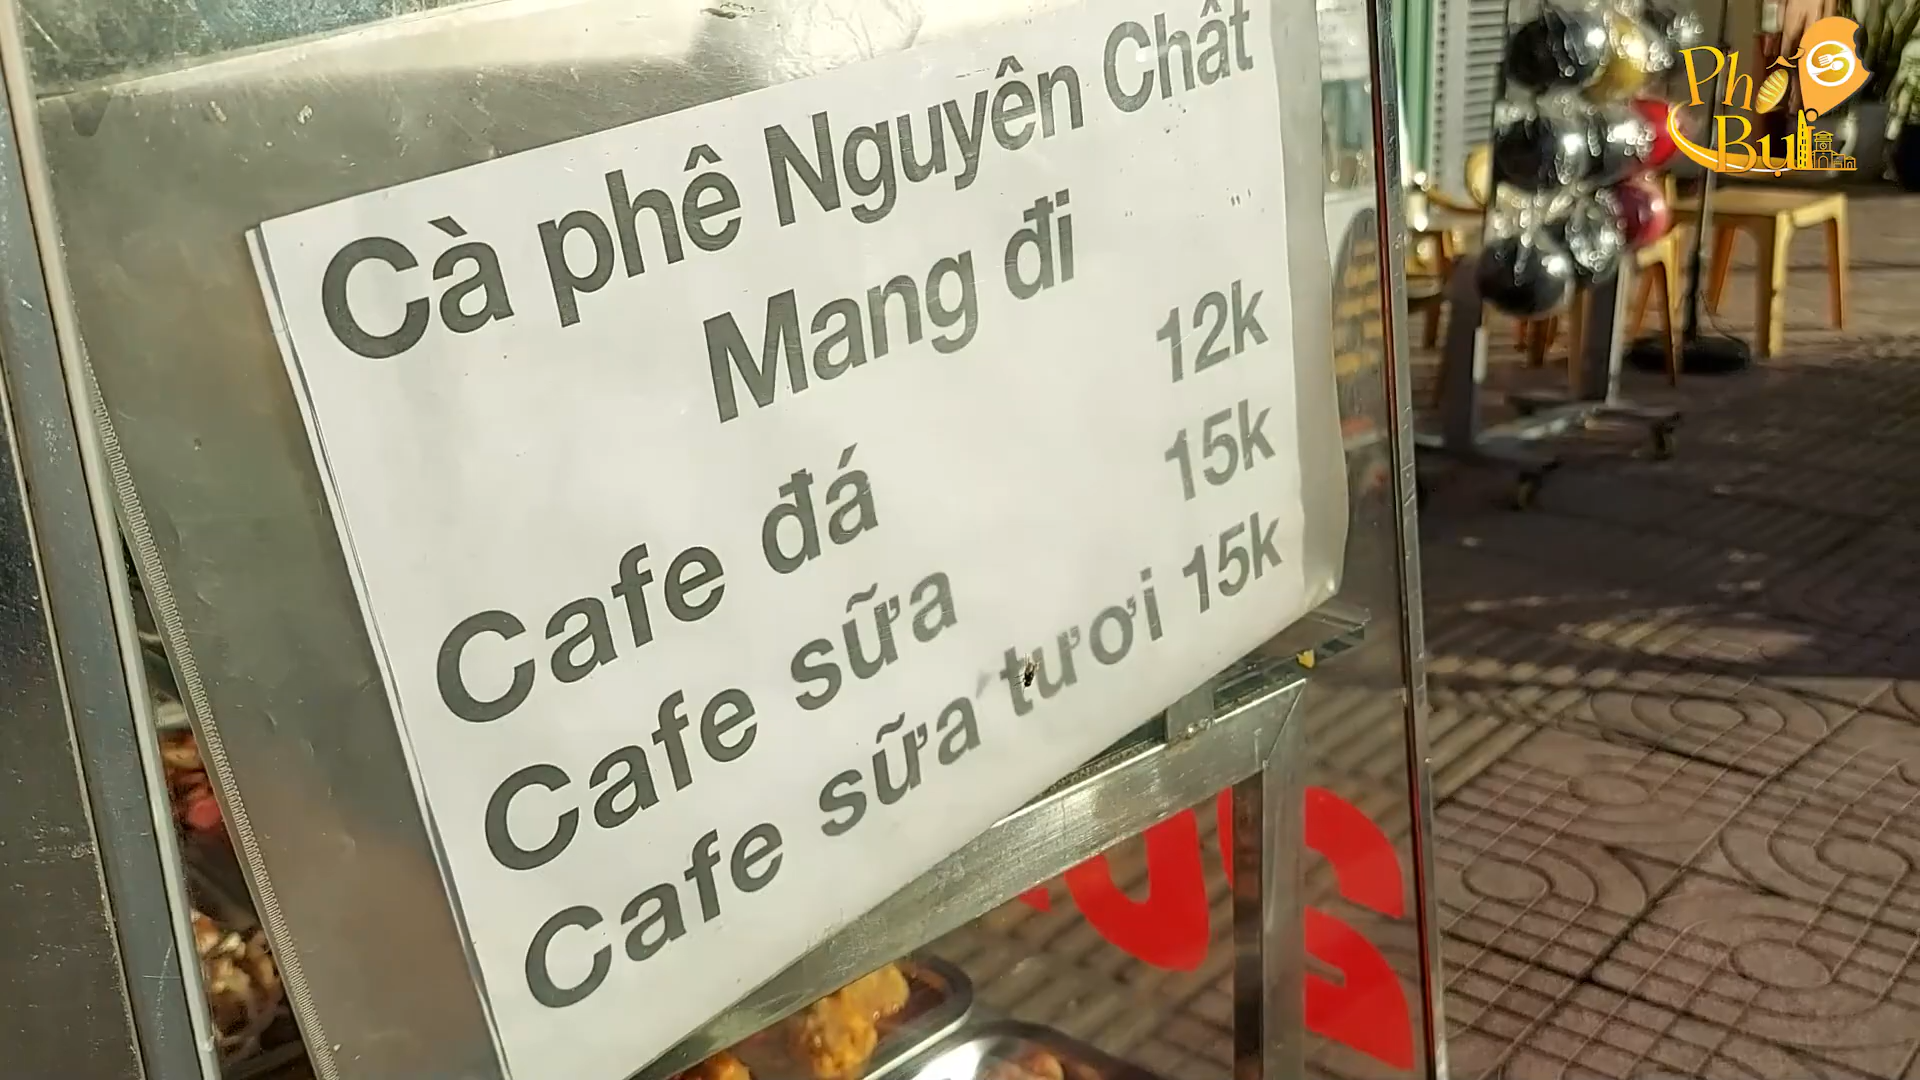 Cà phê Nguyên Chất
Mang đi
Cafe đá 12k
Cafe sữa 15k
Cafe sữa tươi 15k
Phố
Bụi